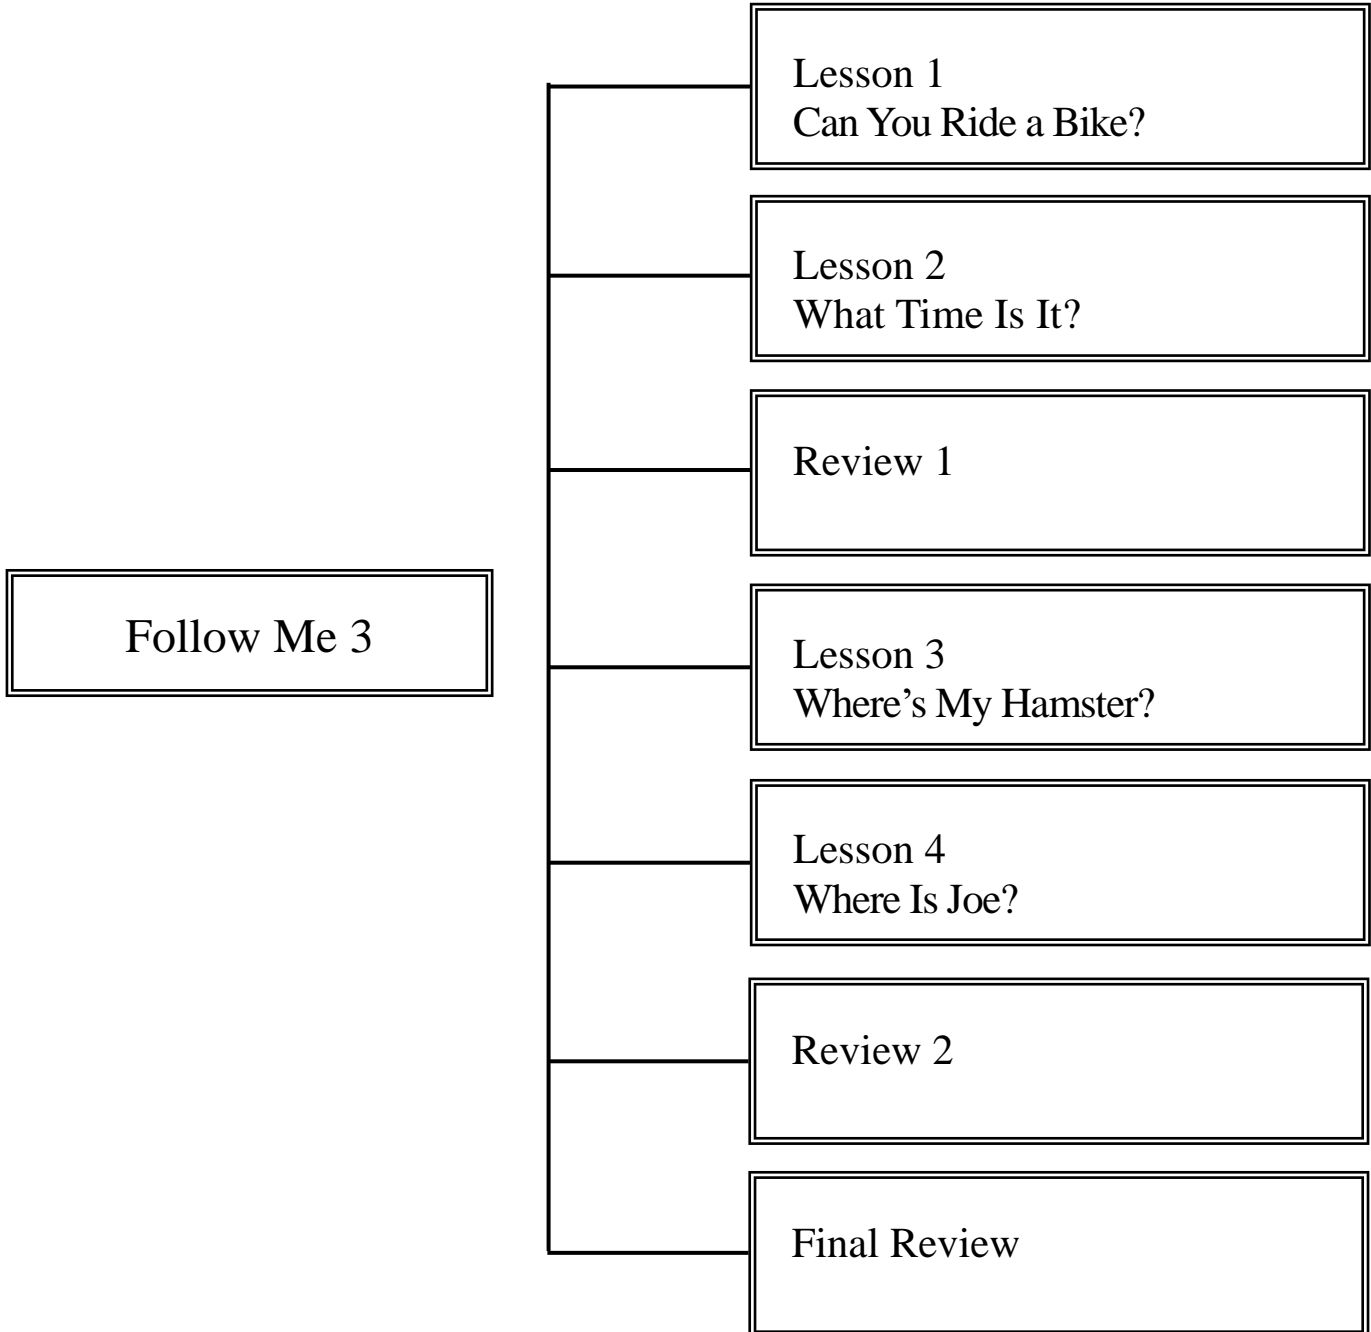 Follow Me 3
Lesson 1
Can You Ride a Bike?
Lesson 2
What Time Is It?
Review 1
Lesson 3
Where’s My Hamster?
Lesson 4
Where Is Joe?
Review 2
Final Review